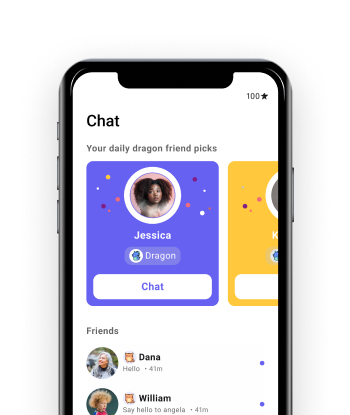 100★
Chat
Your daily dragon friend picks
Jessica
K
Dragon
Chat
Friends
Dana
Hello • 41m
William
Say hello to angela • 41m